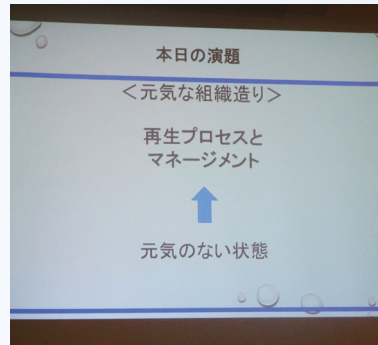 本日の演題
＜元気な組織造り＞
再生プロセスと
マネージメント
元気のない状態